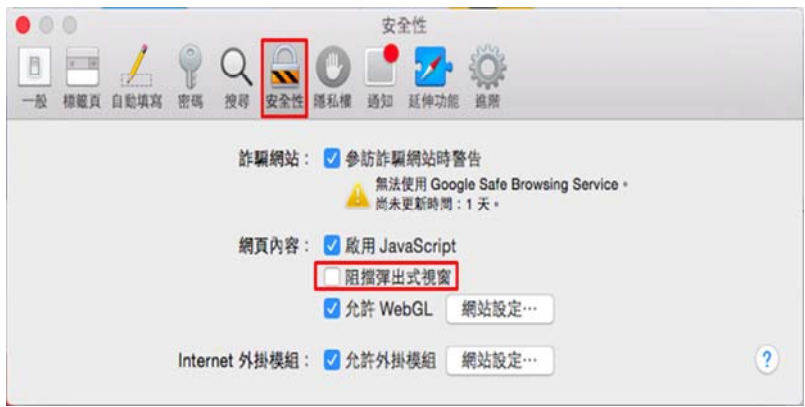 安全性
一般 標籤頁 自動填寫 密碼 搜尋 安全性 隱私權 通知 延伸功能 進階
詐騙網站： 參訪詐騙網站時警告
無法使用 Google Safe Browsing Service。
尚未更新時間：1 天。
網頁內容： 啟用 JavaScript
阻擋彈出式視窗
允許 WebGL 網站設定⋯
Internet 外掛模組： 允許外掛模組 網站設定⋯
?